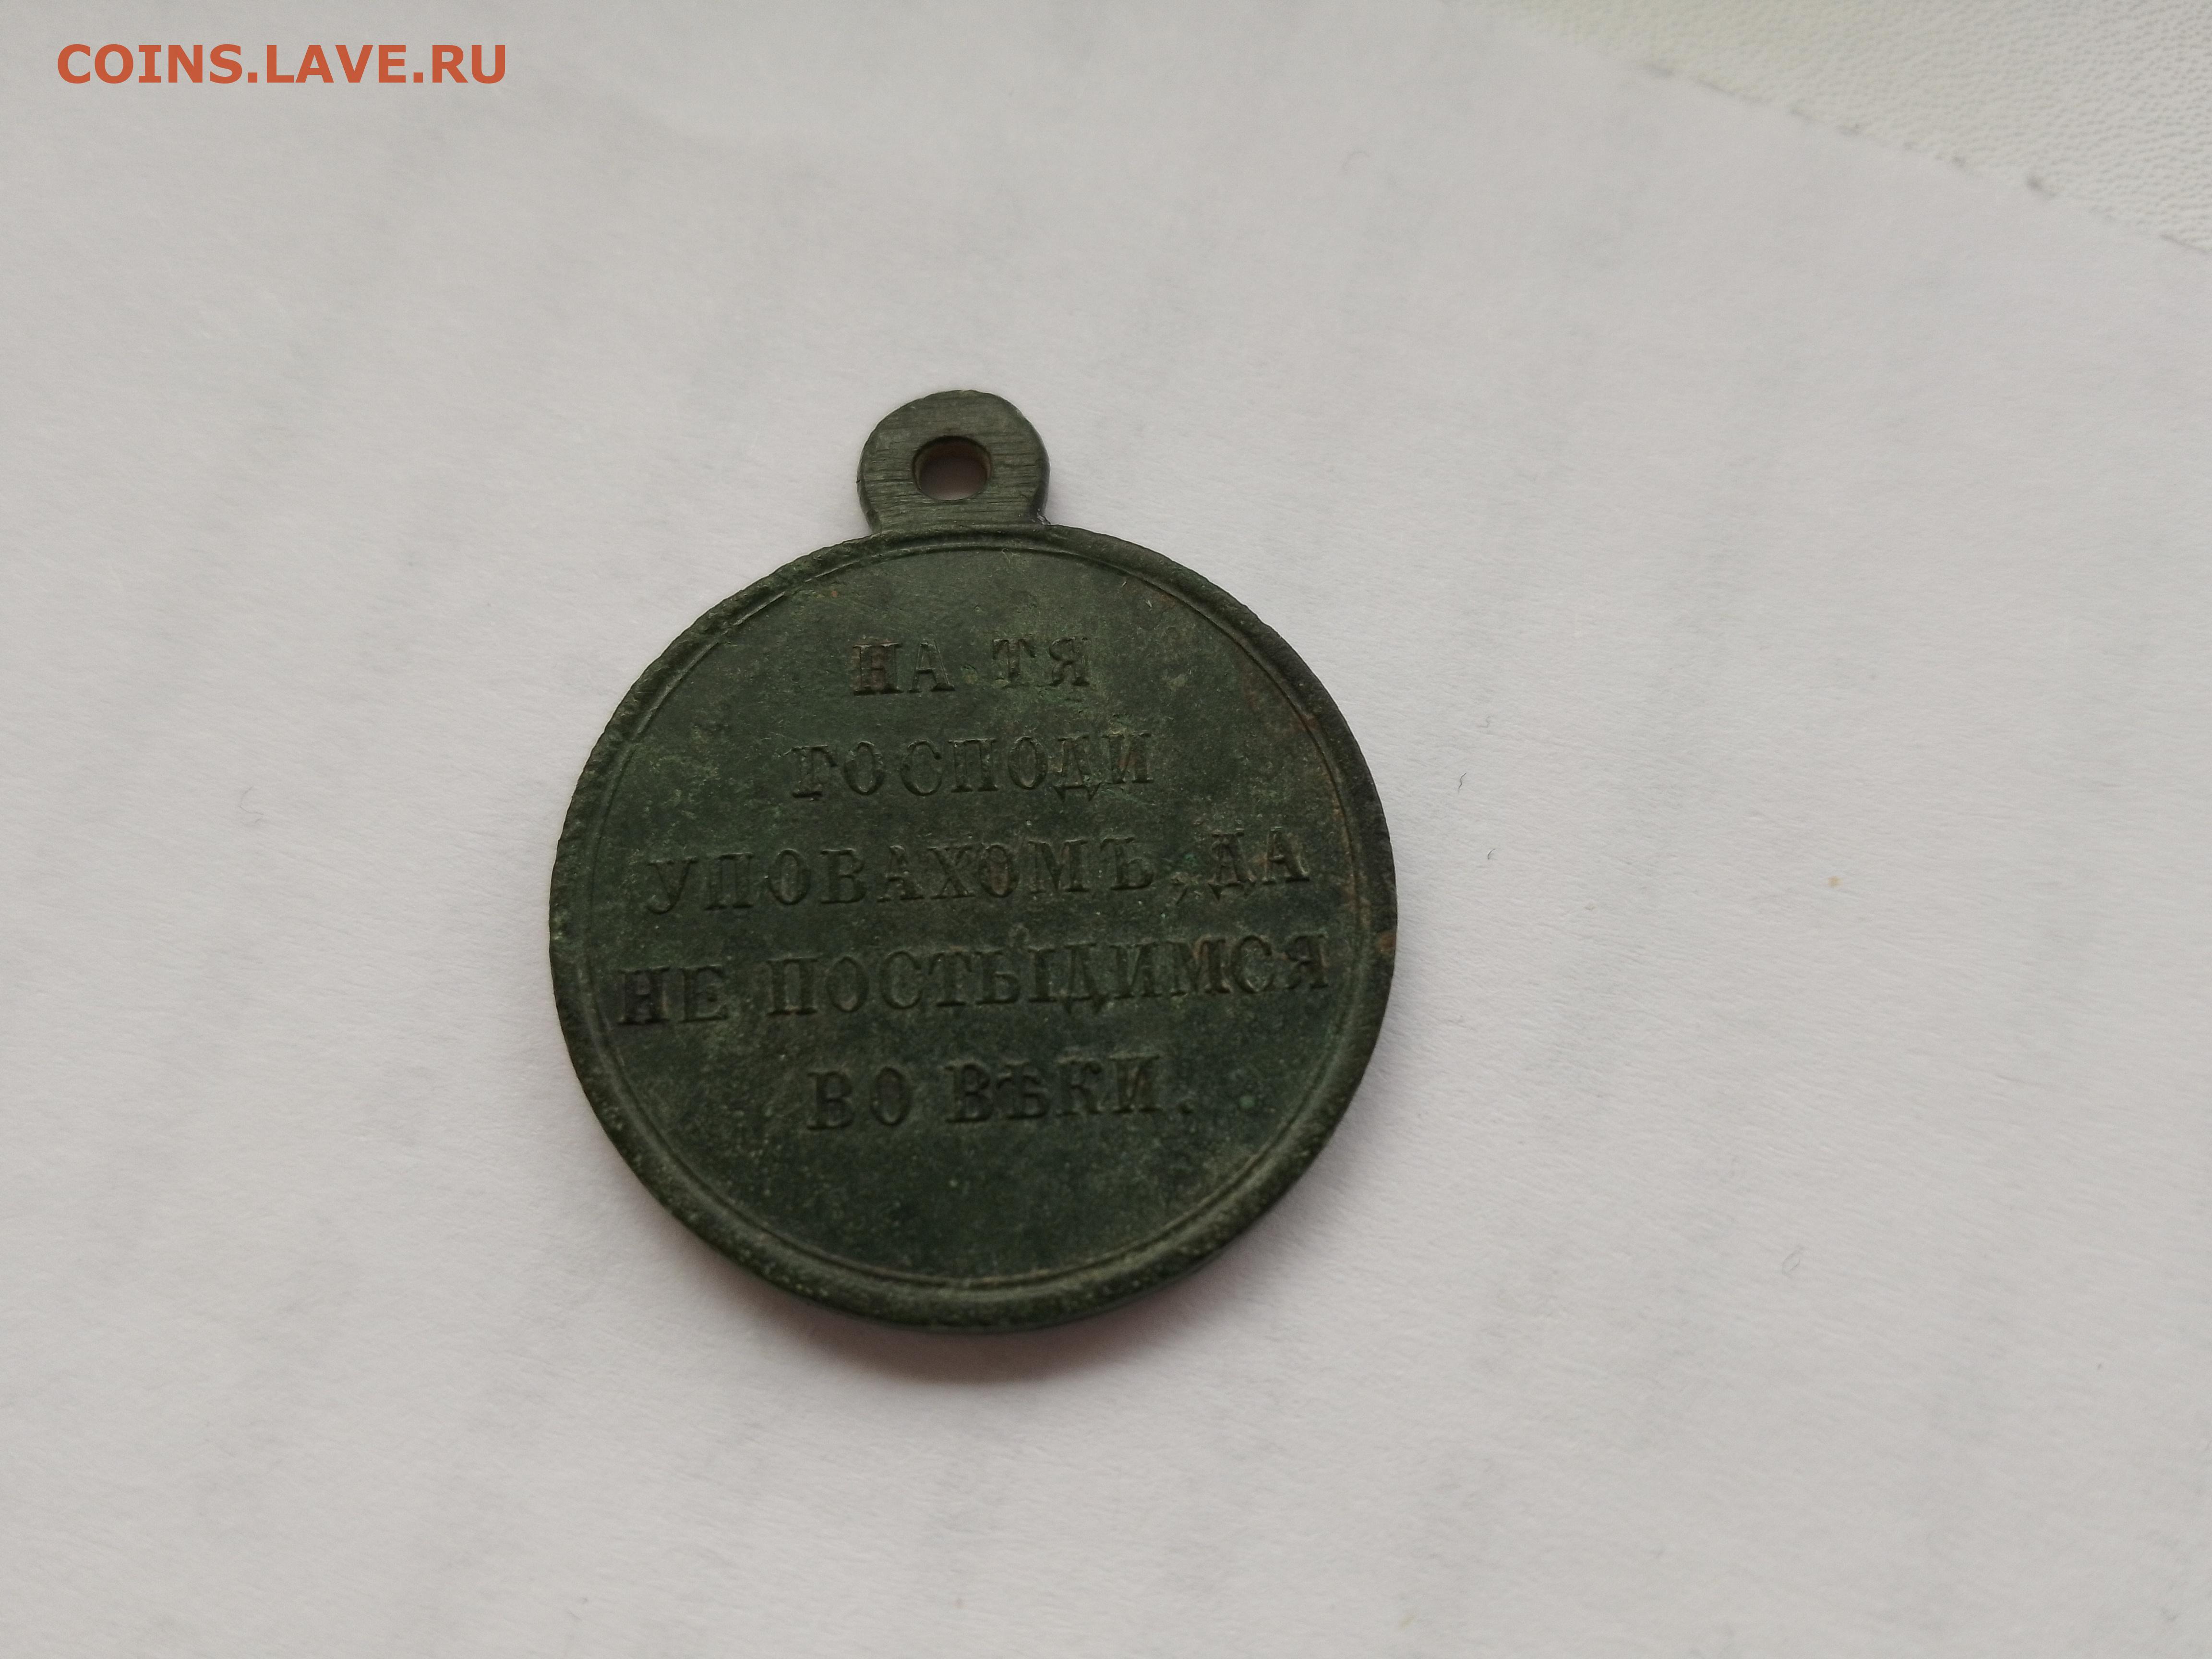 COINS.LAVE.RU
НА ТЯ
ГОСПОДИ
УПОВАХОМЪ, ДА
НЕ ПОСТЫДИМСЯ
ВО ВѢКИ.